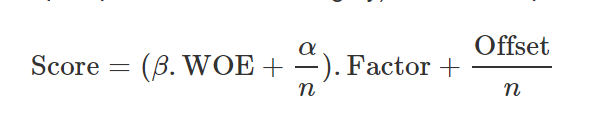 Score = (β. WOE + α/n). Factor + Offset/n